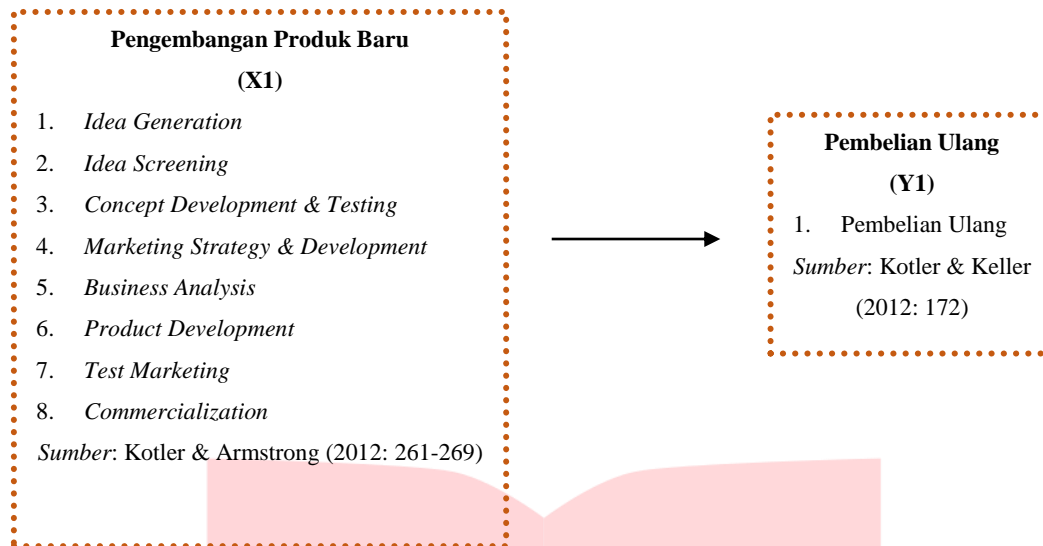 Pengembangan Produk Baru
(X1)
1. Idea Generation
2. Idea Screening
3. Concept Development & Testing
4. Marketing Strategy & Development
5. Business Analysis
6. Product Development
7. Test Marketing
8. Commercialization
Sumber: Kotler & Armstrong (2012: 261-269)
Pembelian Ulang
(Y1)
1. Pembelian Ulang
Sumber: Kotler & Keller
(2012: 172)